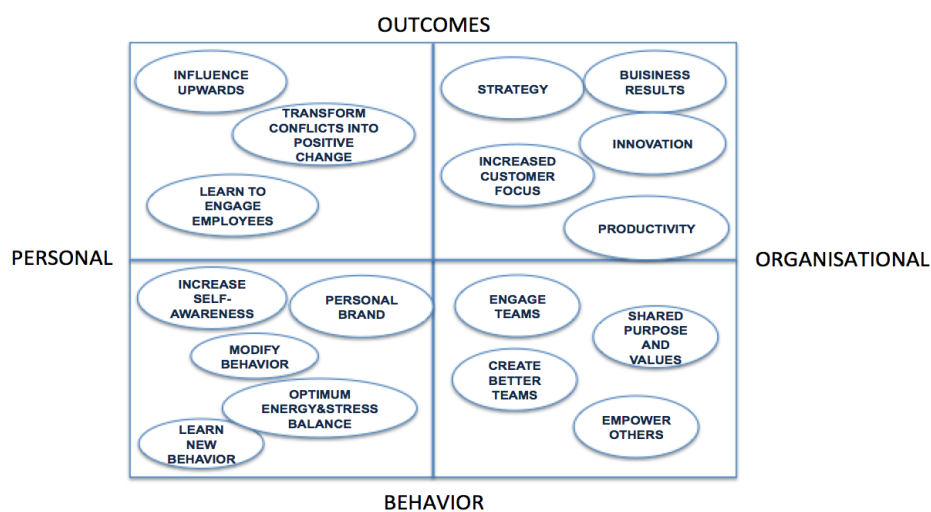 OUTCOMES
INFLUENCE
UPWARDS
TRANSFORM
CONFLICTS INTO
POSITIVE
CHANGE
LEARN TO
ENGAGE
EMPLOYEES
STRATEGY
BUISINESS
RESULTS
INNOVATION
INCREASED
CUSTOMER
FOCUS
PRODUCTIVITY
PERSONAL
ORGANISATIONAL
INCREASE
SELF-
AWARENESS
PERSONAL
BRAND
MODIFY
BEHAVIOR
OPTIMUM
ENERGY&STRESS
BALANCE
LEARN
NEW
BEHAVIOR
ENGAGE
TEAMS
SHARED
PURPOSE
AND
VALUES
CREATE
BETTER
TEAMS
EMPOWER
OTHERS
BEHAVIOR